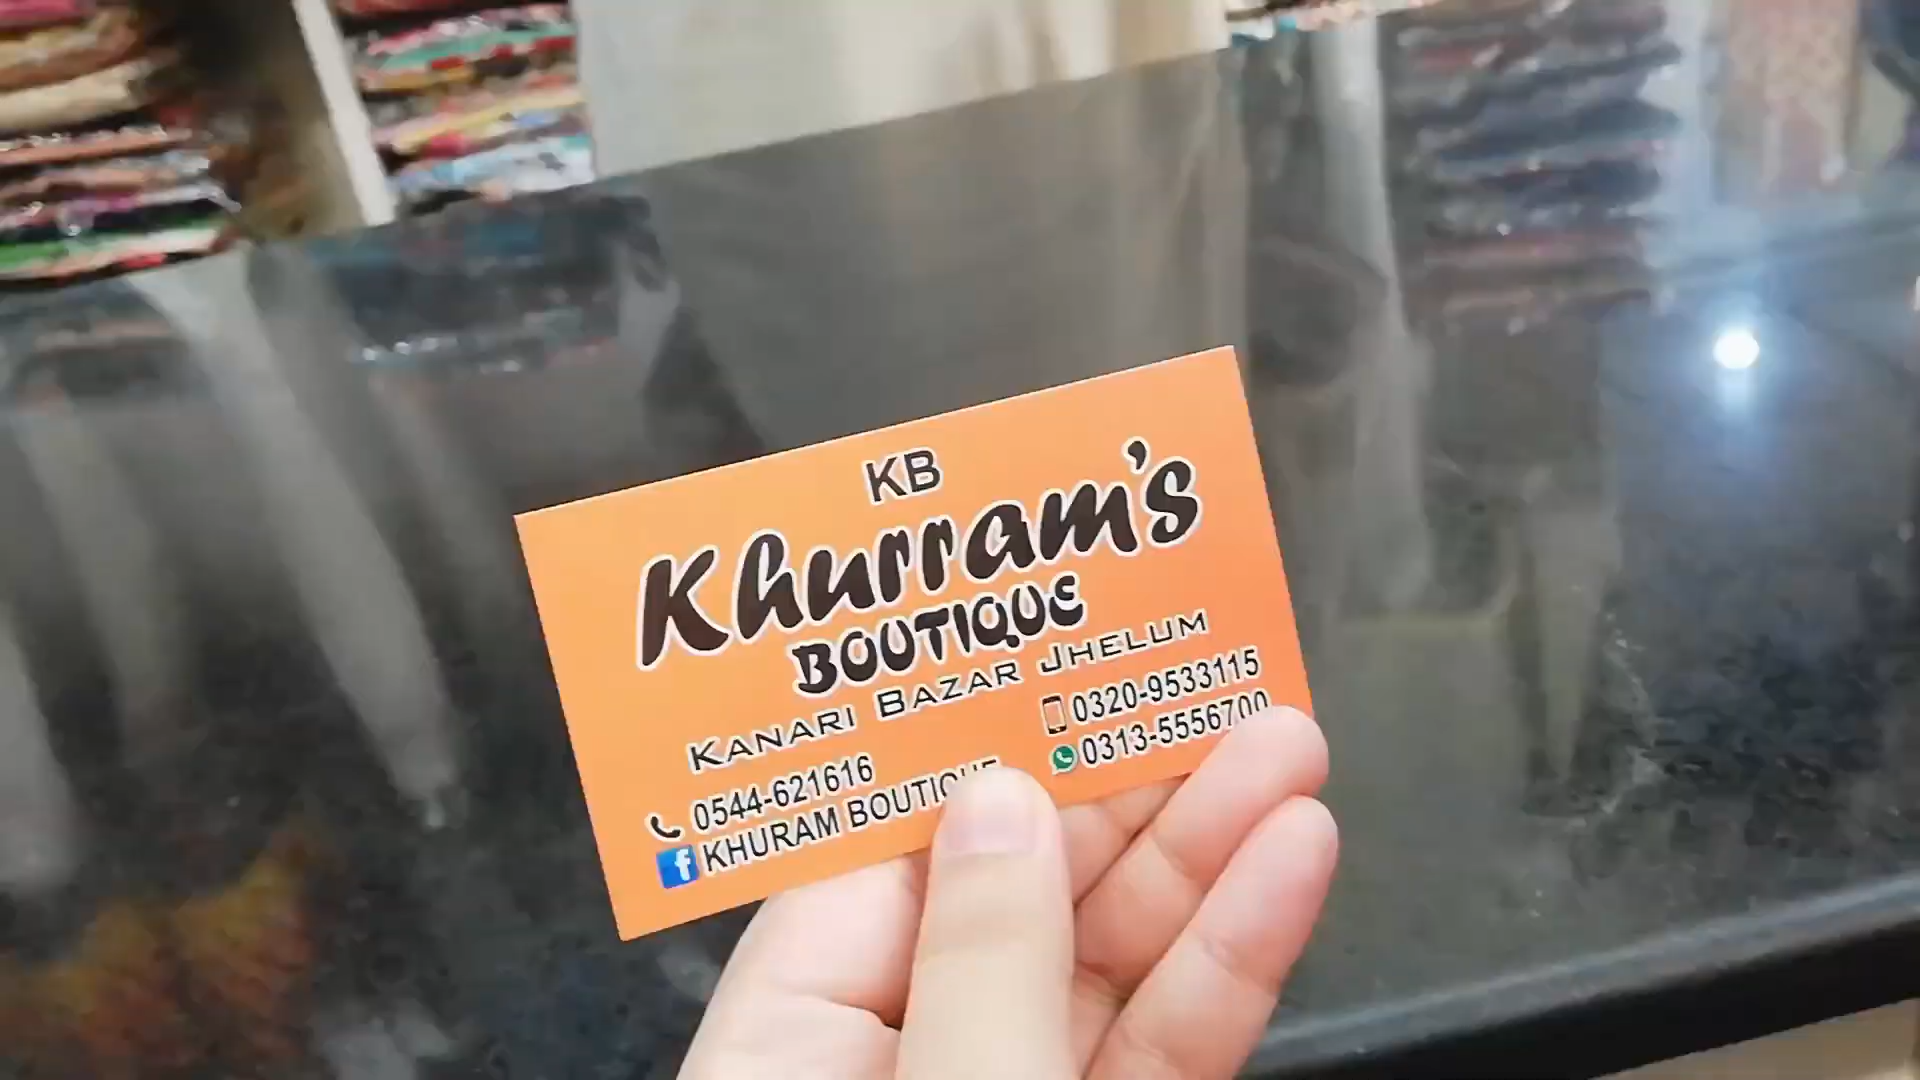 KB
Khurram's
BOUTIQUE
KANARI BAZAR JHELUM
0544-621616
KHURAM BOUTIQUE
0320-9533115
0313-5556700